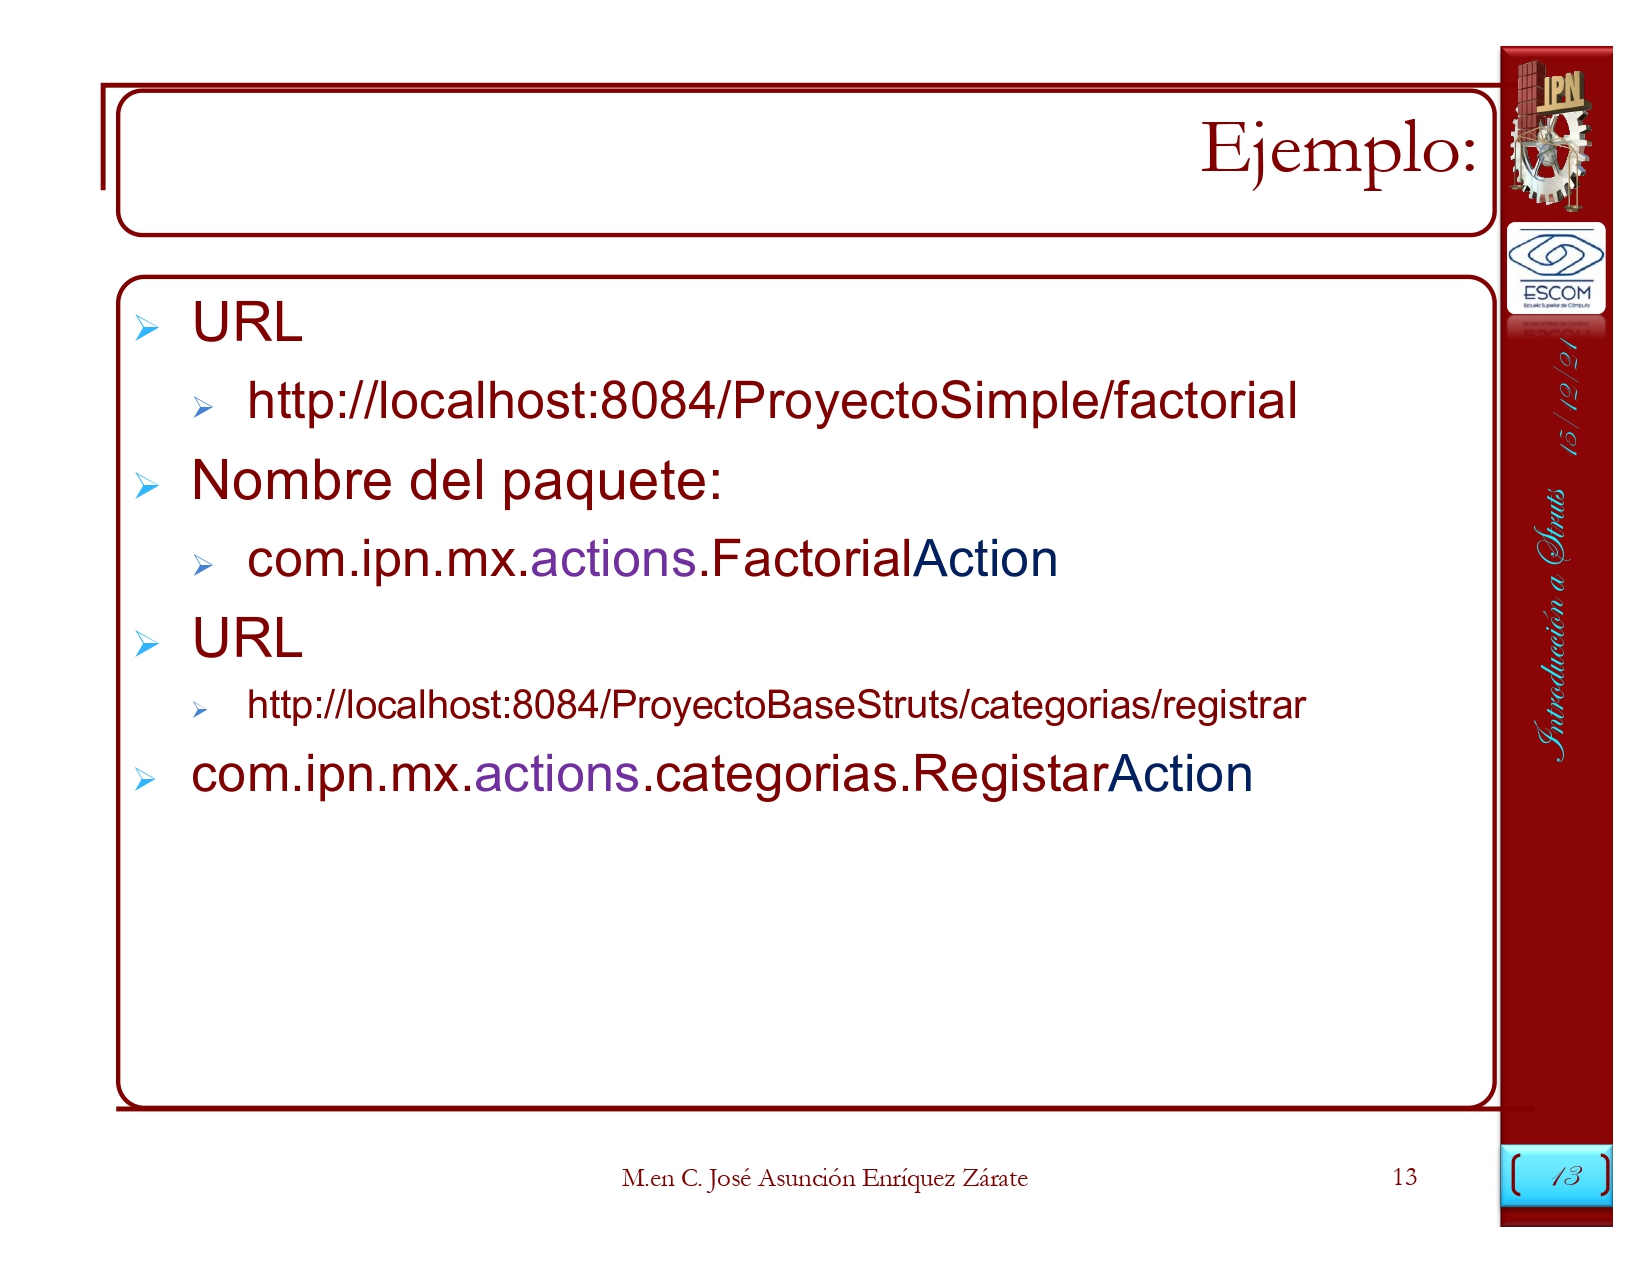 Ejemplo:
URL
http://localhost:8084/ProyectoSimple/factorial
Nombre del paquete:
com.ipn.mx.actions.FactorialAction
URL
http://localhost:8084/ProyectoBaseStruts/categorias/registrar
com.ipn.mx.actions.categorias.RegistarAction
IPN
ESCOM
Escuela Superior de Cómputo
15/12/21
Introducción a Struts
M.en C. José Asunción Enríquez Zárate
13
13